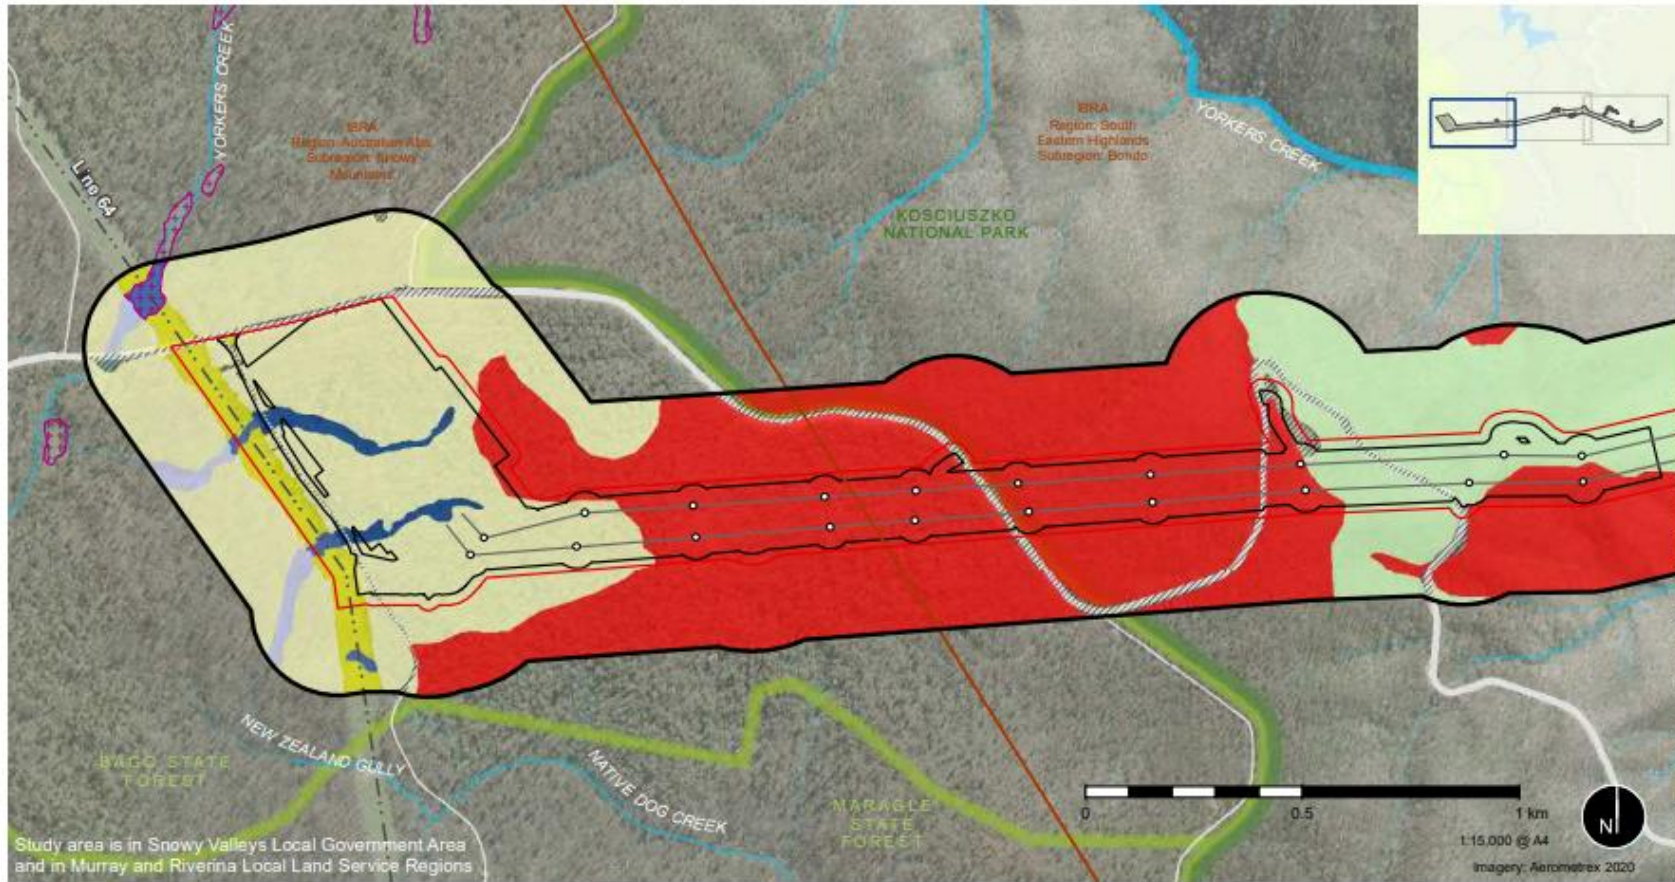 YORKERS CREEK
Line 64
IBRA
Region: Australian Alps
Subregion: Snowy
Mountains
IBRA
Region: South
Eastern Highlands
Subregion: Bondo
YORKERS CREEK
KOSCIUSZKO
NATIONAL PARK
BAGO STATE
FOREST
NEW ZEALAND GULLY
NATIVE DOG CREEK
MARAGLE
STATE
FOREST
0
0.5
1 km
N
1:15,000 @ A4
Imagery: Aerometrex 2020
Study area is in Snowy Valleys Local Government Area
and in Murray and Riverina Local Land Service Regions